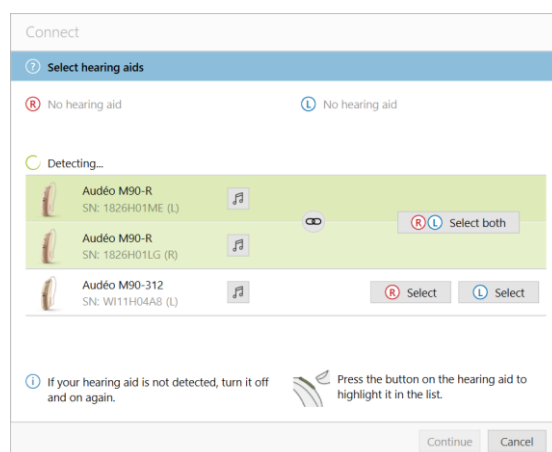 Connect
? Select hearing aids
R No hearing aid
L No hearing aid
Detecting...
Audéo M90-R
SN: 1826H01ME (L)
R L Select both
Audéo M90-R
SN: 1826H01LG (R)
Audéo M90-312
SN: WI11H04A8 (L)
R Select
L Select
i If your hearing aid is not detected, turn it off
and on again.
Press the button on the hearing aid to
highlight it in the list.
Continue
Cancel